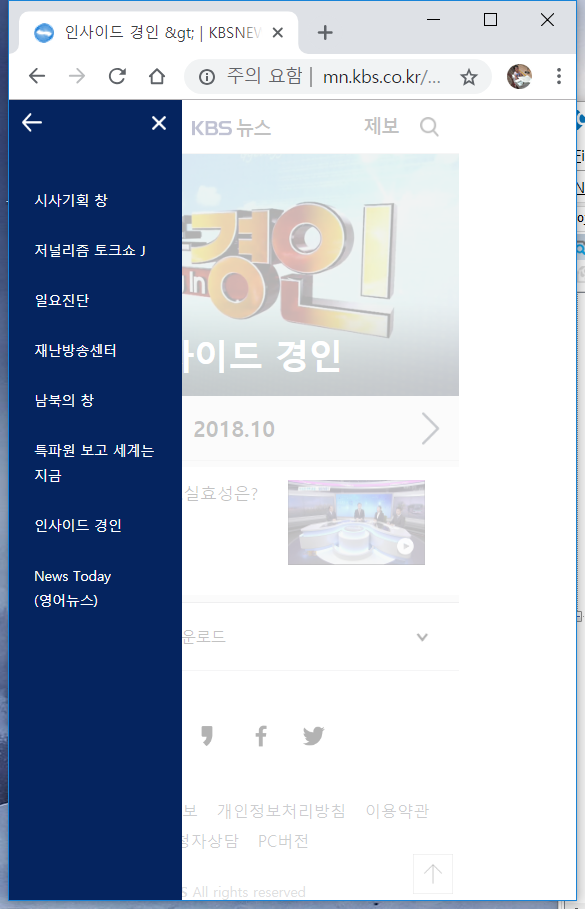 인사이드 경인 &gt; | KBSNEW
주의 요함 | mn.kbs.co.kr/...
KBS 뉴스
제보
시사기획 창
저널리즘 토크쇼 J
일요진단
재난방송센터
남북의 창
특파원 보고 세계는
지금
인사이드 경인
News Today
(영어뉴스)
경인
In
사이드 경인
2018.10
실효성은?
운로드
보 개인정보처리방침 이용약관
청자상담 PC버전
S All rights reserved